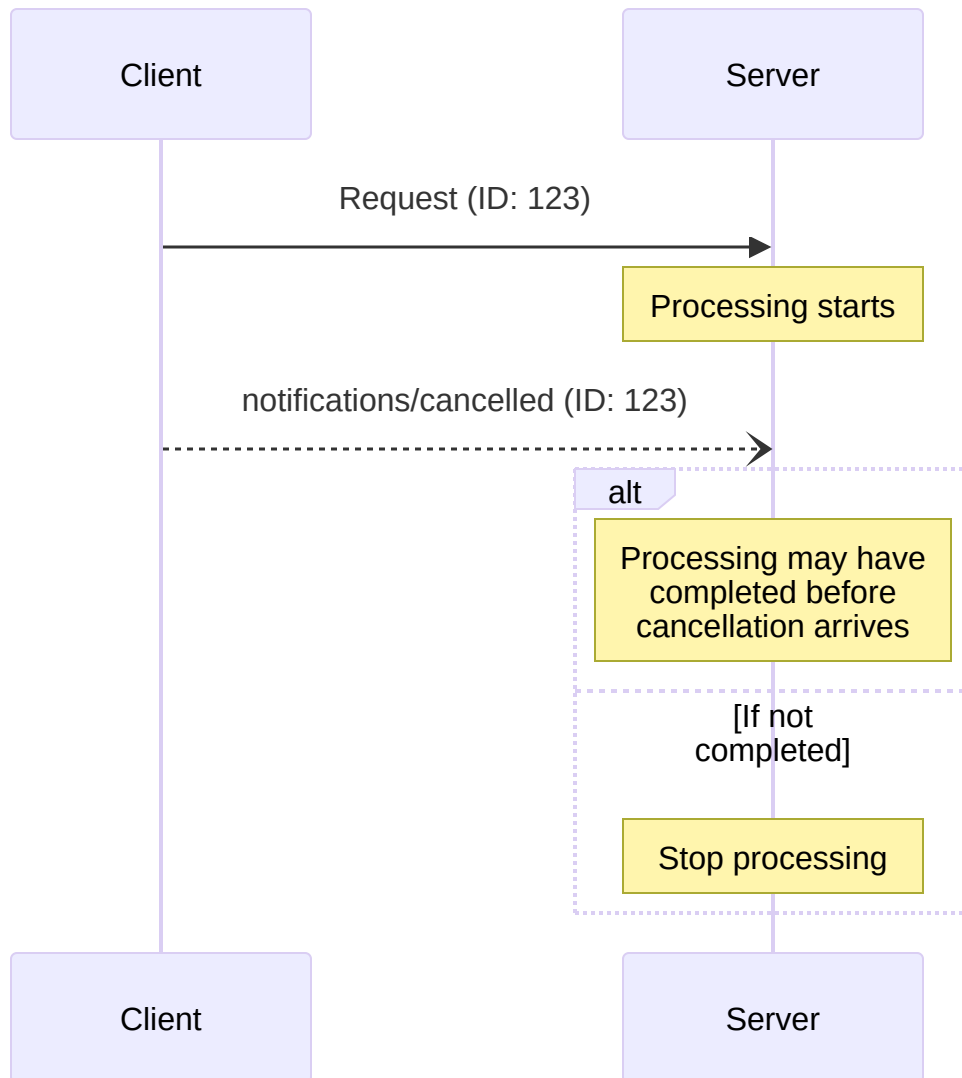 Client
Server
Request (ID: 123)
Processing starts
notifications/cancelled (ID: 123)
alt
Processing may have
completed before
cancellation arrives
[If not
completed]
Stop processing
Client
Server